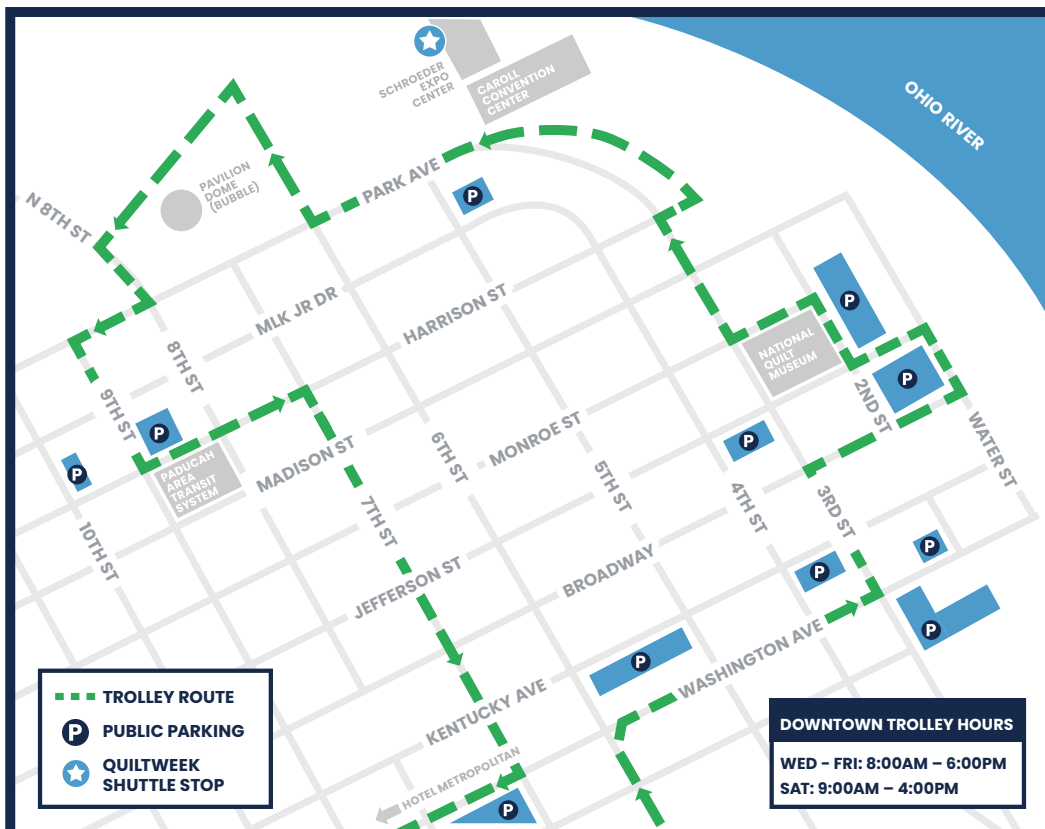 SCHROEDER
EXPO
CENTER
CAROLL
CONVENTION
CENTER
OHIO RIVER
PAVILION
DOME
(BUBBLE)
PARK AVE
P
N 8TH ST
MLK JR DR
HARRISON ST
P
NATIONAL
QUILT
MUSEUM
8TH ST
P
2ND ST
9TH ST
P
WATER ST
P
PADUCAH
AREA
TRANSIT
SYSTEM
MADISON ST
6TH ST
MONROE ST
P
P
5TH ST
4TH ST
3RD ST
7TH ST
10TH ST
P
JEFFERSON ST
BROADWAY
P
P
P
WASHINGTON AVE
KENTUCKY AVE
HOTEL METROPOLITAN
P
TROLLEY ROUTE
P PUBLIC PARKING
QUILTWEEK
SHUTTLE STOP
DOWNTOWN TROLLEY HOURS
WED - FRI: 8:00AM – 6:00PM
SAT: 9:00AM – 4:00PM